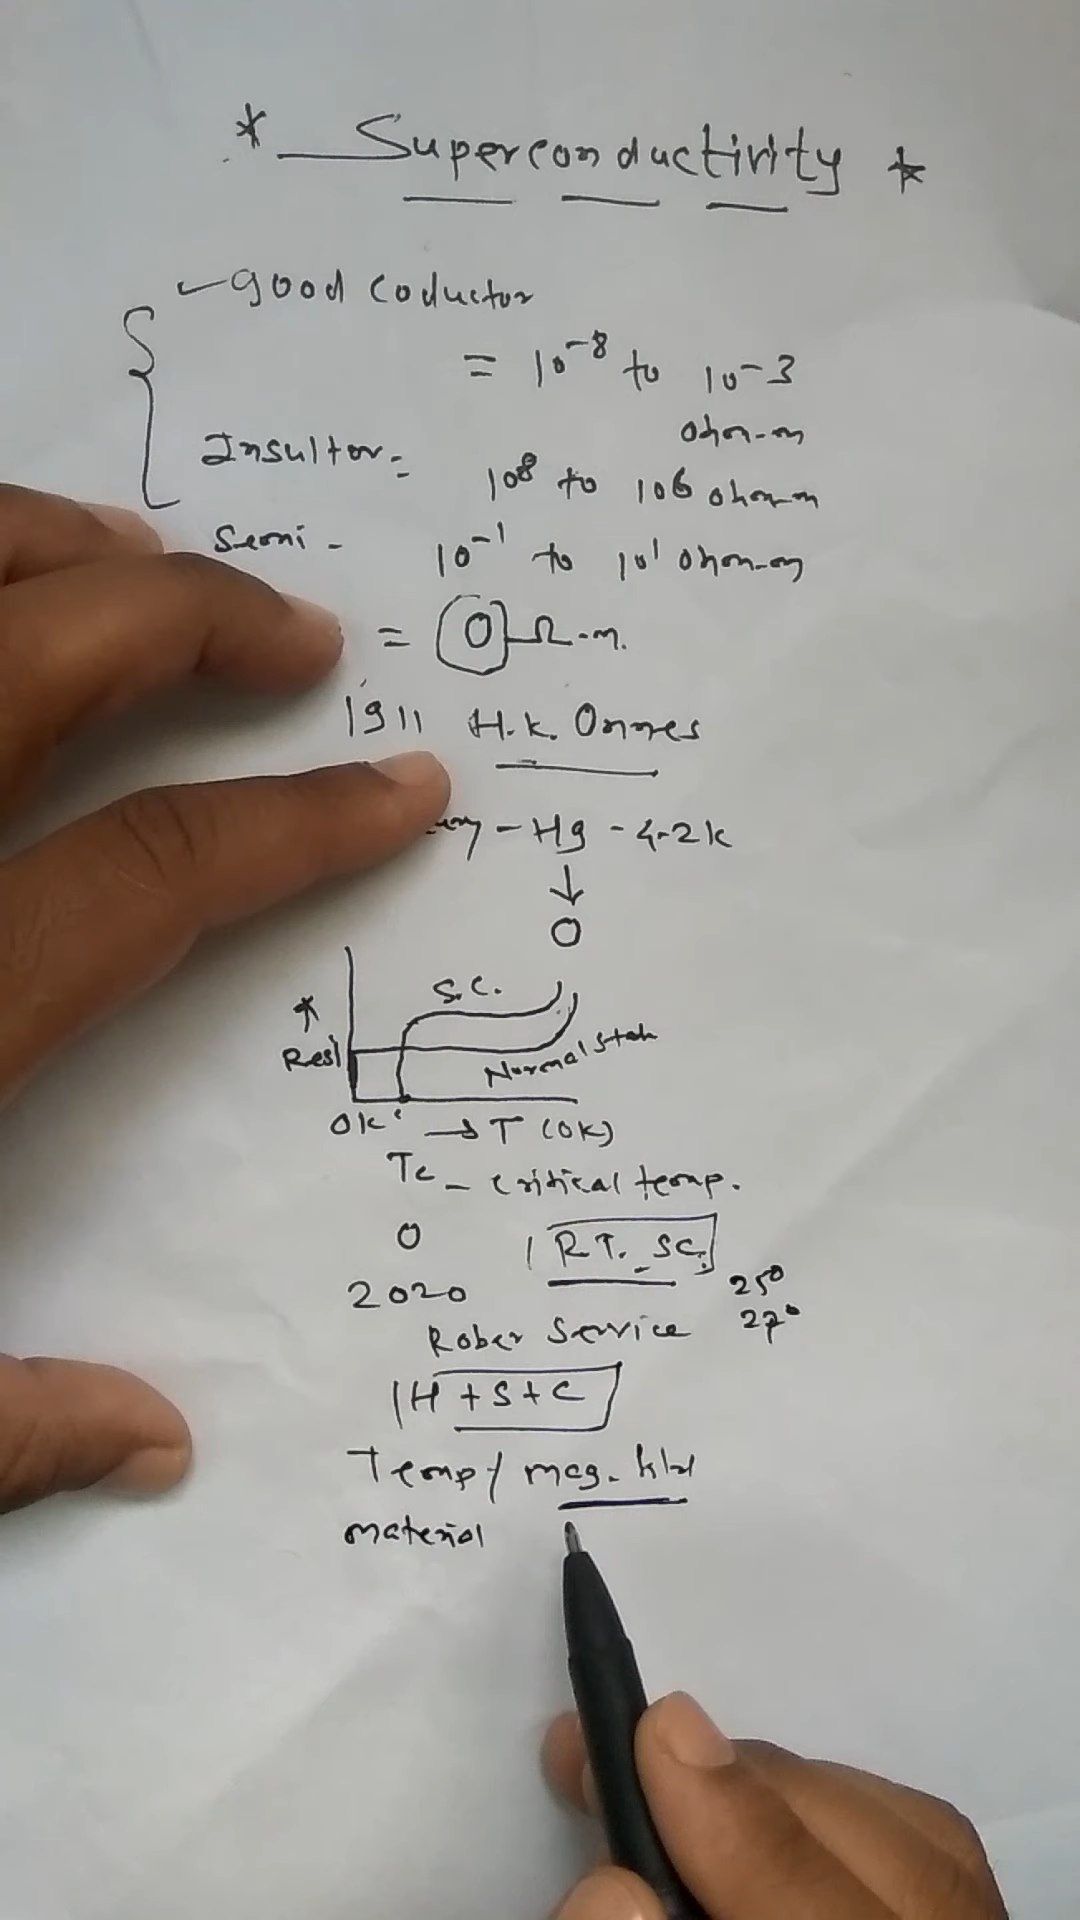 * Superconductivity *
good coductor
= 10⁻⁸ to 10⁻³
ohm-m
Insultor = 10⁸ to 10⁶ ohm-m
Semi - 10⁻¹ to 10¹ ohm-m
= 0 Ω-m.
1911 H.K. Onnes
- Hg - 4.2k
↓
0
S.C.
Resi
Normal
0k → T (0K)
Tc - critical temp.
0 R.T. SC.
2020 25°
27°
Rober Service
H + S + C
Temp / mag.
material